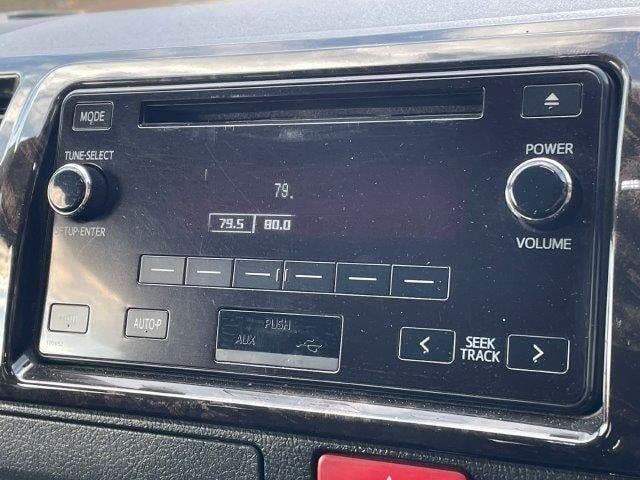 MODE
TUNE·SELECT
POWER
79.
SETUP·ENTER
79.5 80.0
VOLUME
AUTO·P
PUSH
AUX
SEEK
TRACK
< >